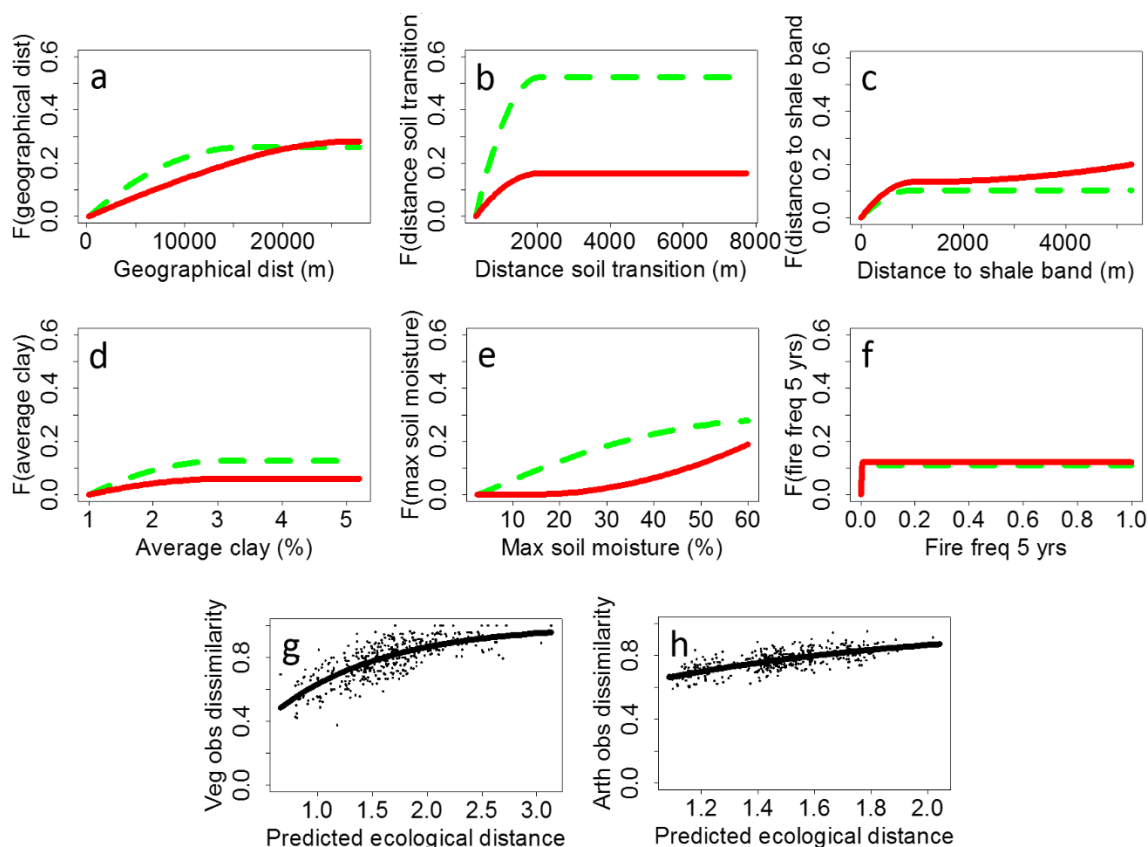 a
F(geographical dist)
0.0 0.2 0.4 0.6
0 10000 20000
Geographical dist (m)
b
F(distance soil transition
0.0 0.2 0.4 0.6
2000 4000 6000 8000
Distance soil transition (m)
c
F(distance to shale band
0.0 0.2 0.4 0.6
0 2000 4000
Distance to shale band (m)
d
F(average clay)
0.0 0.2 0.4 0.6
1 2 3 4 5
Average clay (%)
e
F(max soil moisture)
0.0 0.2 0.4 0.6
10 20 30 40 50 60
Max soil moisture (%)
f
F(fire freq 5 yrs)
0.0 0.2 0.4 0.6
0.0 0.2 0.4 0.6 0.8 1.0
Fire freq 5 yrs
g
Veg obs dissimilarity
0.0 0.4 0.8
1.0 1.5 2.0 2.5 3.0
Predicted ecological distance
h
Arth obs dissimilarity
0.0 0.4 0.8
1.2 1.4 1.6 1.8 2.0
Predicted ecological distance